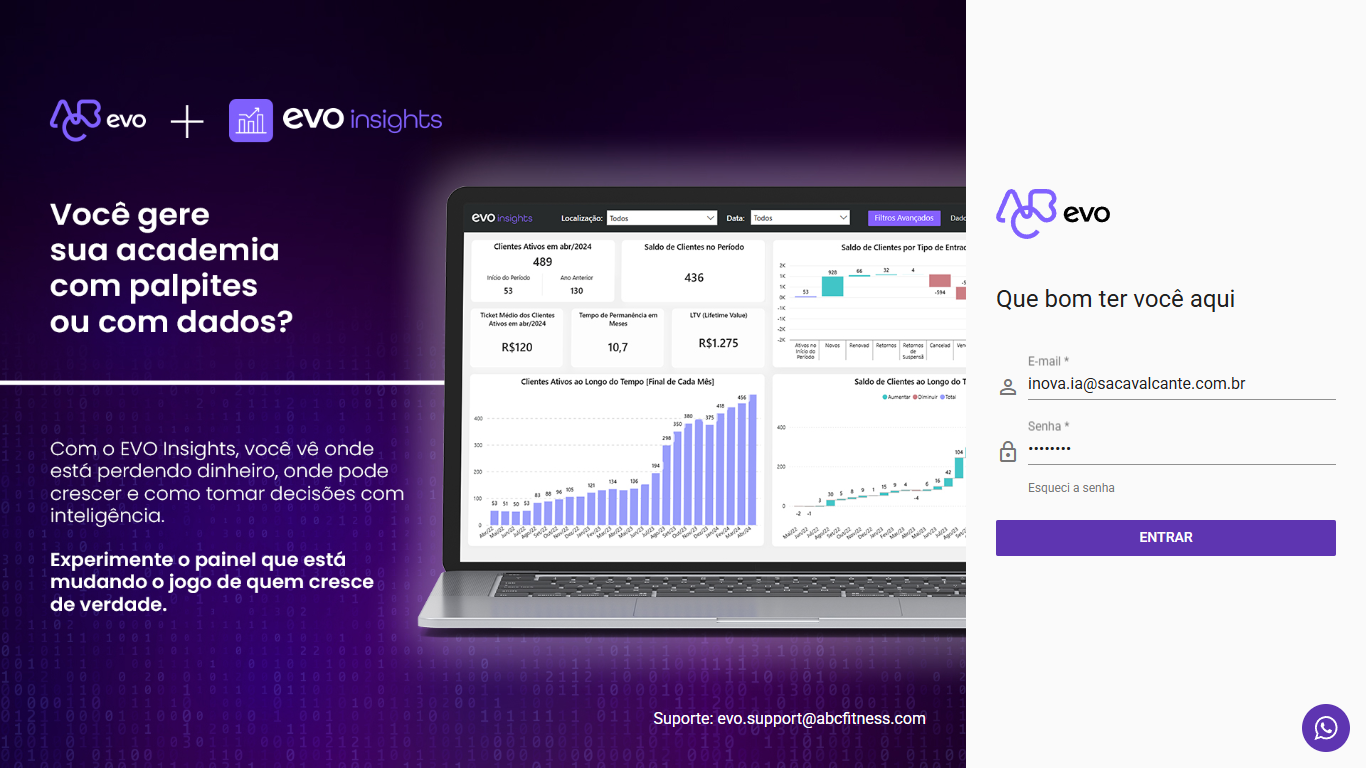 evo
evo insights
Você gere
sua academia
com palpites
ou com dados?
Com o EVO Insights, você vê onde
está perdendo dinheiro, onde pode
crescer e como tomar decisões com
inteligência.
Experimente o painel que está
mudando o jogo de quem cresce
de verdade.
evo insights
Localização: Todos
Data: Todos
Filtros Avançados
Clientes Ativos em abr/2024
489
Início do Período
53
Ano Anterior
130
Saldo de Clientes no Período
436
Ticket Médio dos Clientes
Ativos em abr/2024
R$120
Tempo de Permanência em
Meses
10,7
LTV (Lifetime Value)
R$1.275
Saldo de Clientes por Tipo de
Clientes Ativos ao Longo do Tempo [Final de Cada Mês]
Saldo de Clientes ao Longo do
Aumentar
Diminuir
Total
Suporte: evo.support@abcfitness.com
evo
Que bom ter você aqui
E-mail *
inova.ia@sacavalcante.com.br
Senha *
••••••••
Esqueci a senha
ENTRAR